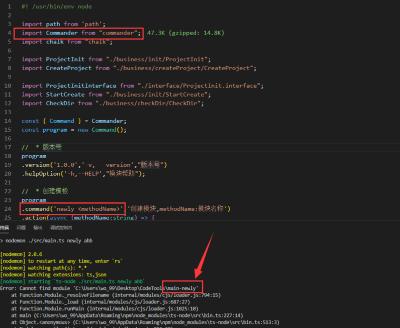 #! /usr/bin/env node
import path from 'path';
import Commander from "commander"; 47.3K (gzipped: 14.8K)
import chalk from "chalk";
import ProjectInit from "./business/init/ProjectInit";
import CreateProject from "./business/createProject/CreateProject";
import ProjectinitInterface from "./interface/ProjectInit.interface";
import StartCreate from "./business/init/StartCreate";
import CheckDir from "./business/checkDir/CheckDir";
const { Command } = Commander;
const program = new Command();
// * 版本号
program
.version("1.0.00","-v, version","版本号")
.helpOption('-h,--HELP',"模块帮助");
// * 创建模板
program
.command('newly <methodName>' '创建模块,methodName:模块名称')
.action(async (methodName:string) => {
> nodemon ./src/main.ts newly abb
[nodemon] 2.0.6
[nodemon] to restart at any time, enter `rs`
[nodemon] watching path(s): *.*
[nodemon] watching extensions: ts,json
[nodemon] starting `ts-node ./src/main.ts newly abb`
Error: Cannot find module 'C:\Users\wo_99\Desktop\CodeTools\main-newly'
at Function.Module._resolveFilename (internal/modules/cjs/loader.js:794:15)
at Function.Module._load (internal/modules/cjs/loader.js:687:27)
at Function.Module.runMain (internal/modules/cjs/loader.js:1025:10)
at main (C:\Users\wo_99\AppData\Roaming\npm\node_modules\ts-node\src\bin.ts:227:14)
at Object.<anonymous> (C:\Users\wo_99\AppData\Roaming\npm\node_modules\ts-node\src\bin.ts:513:3)